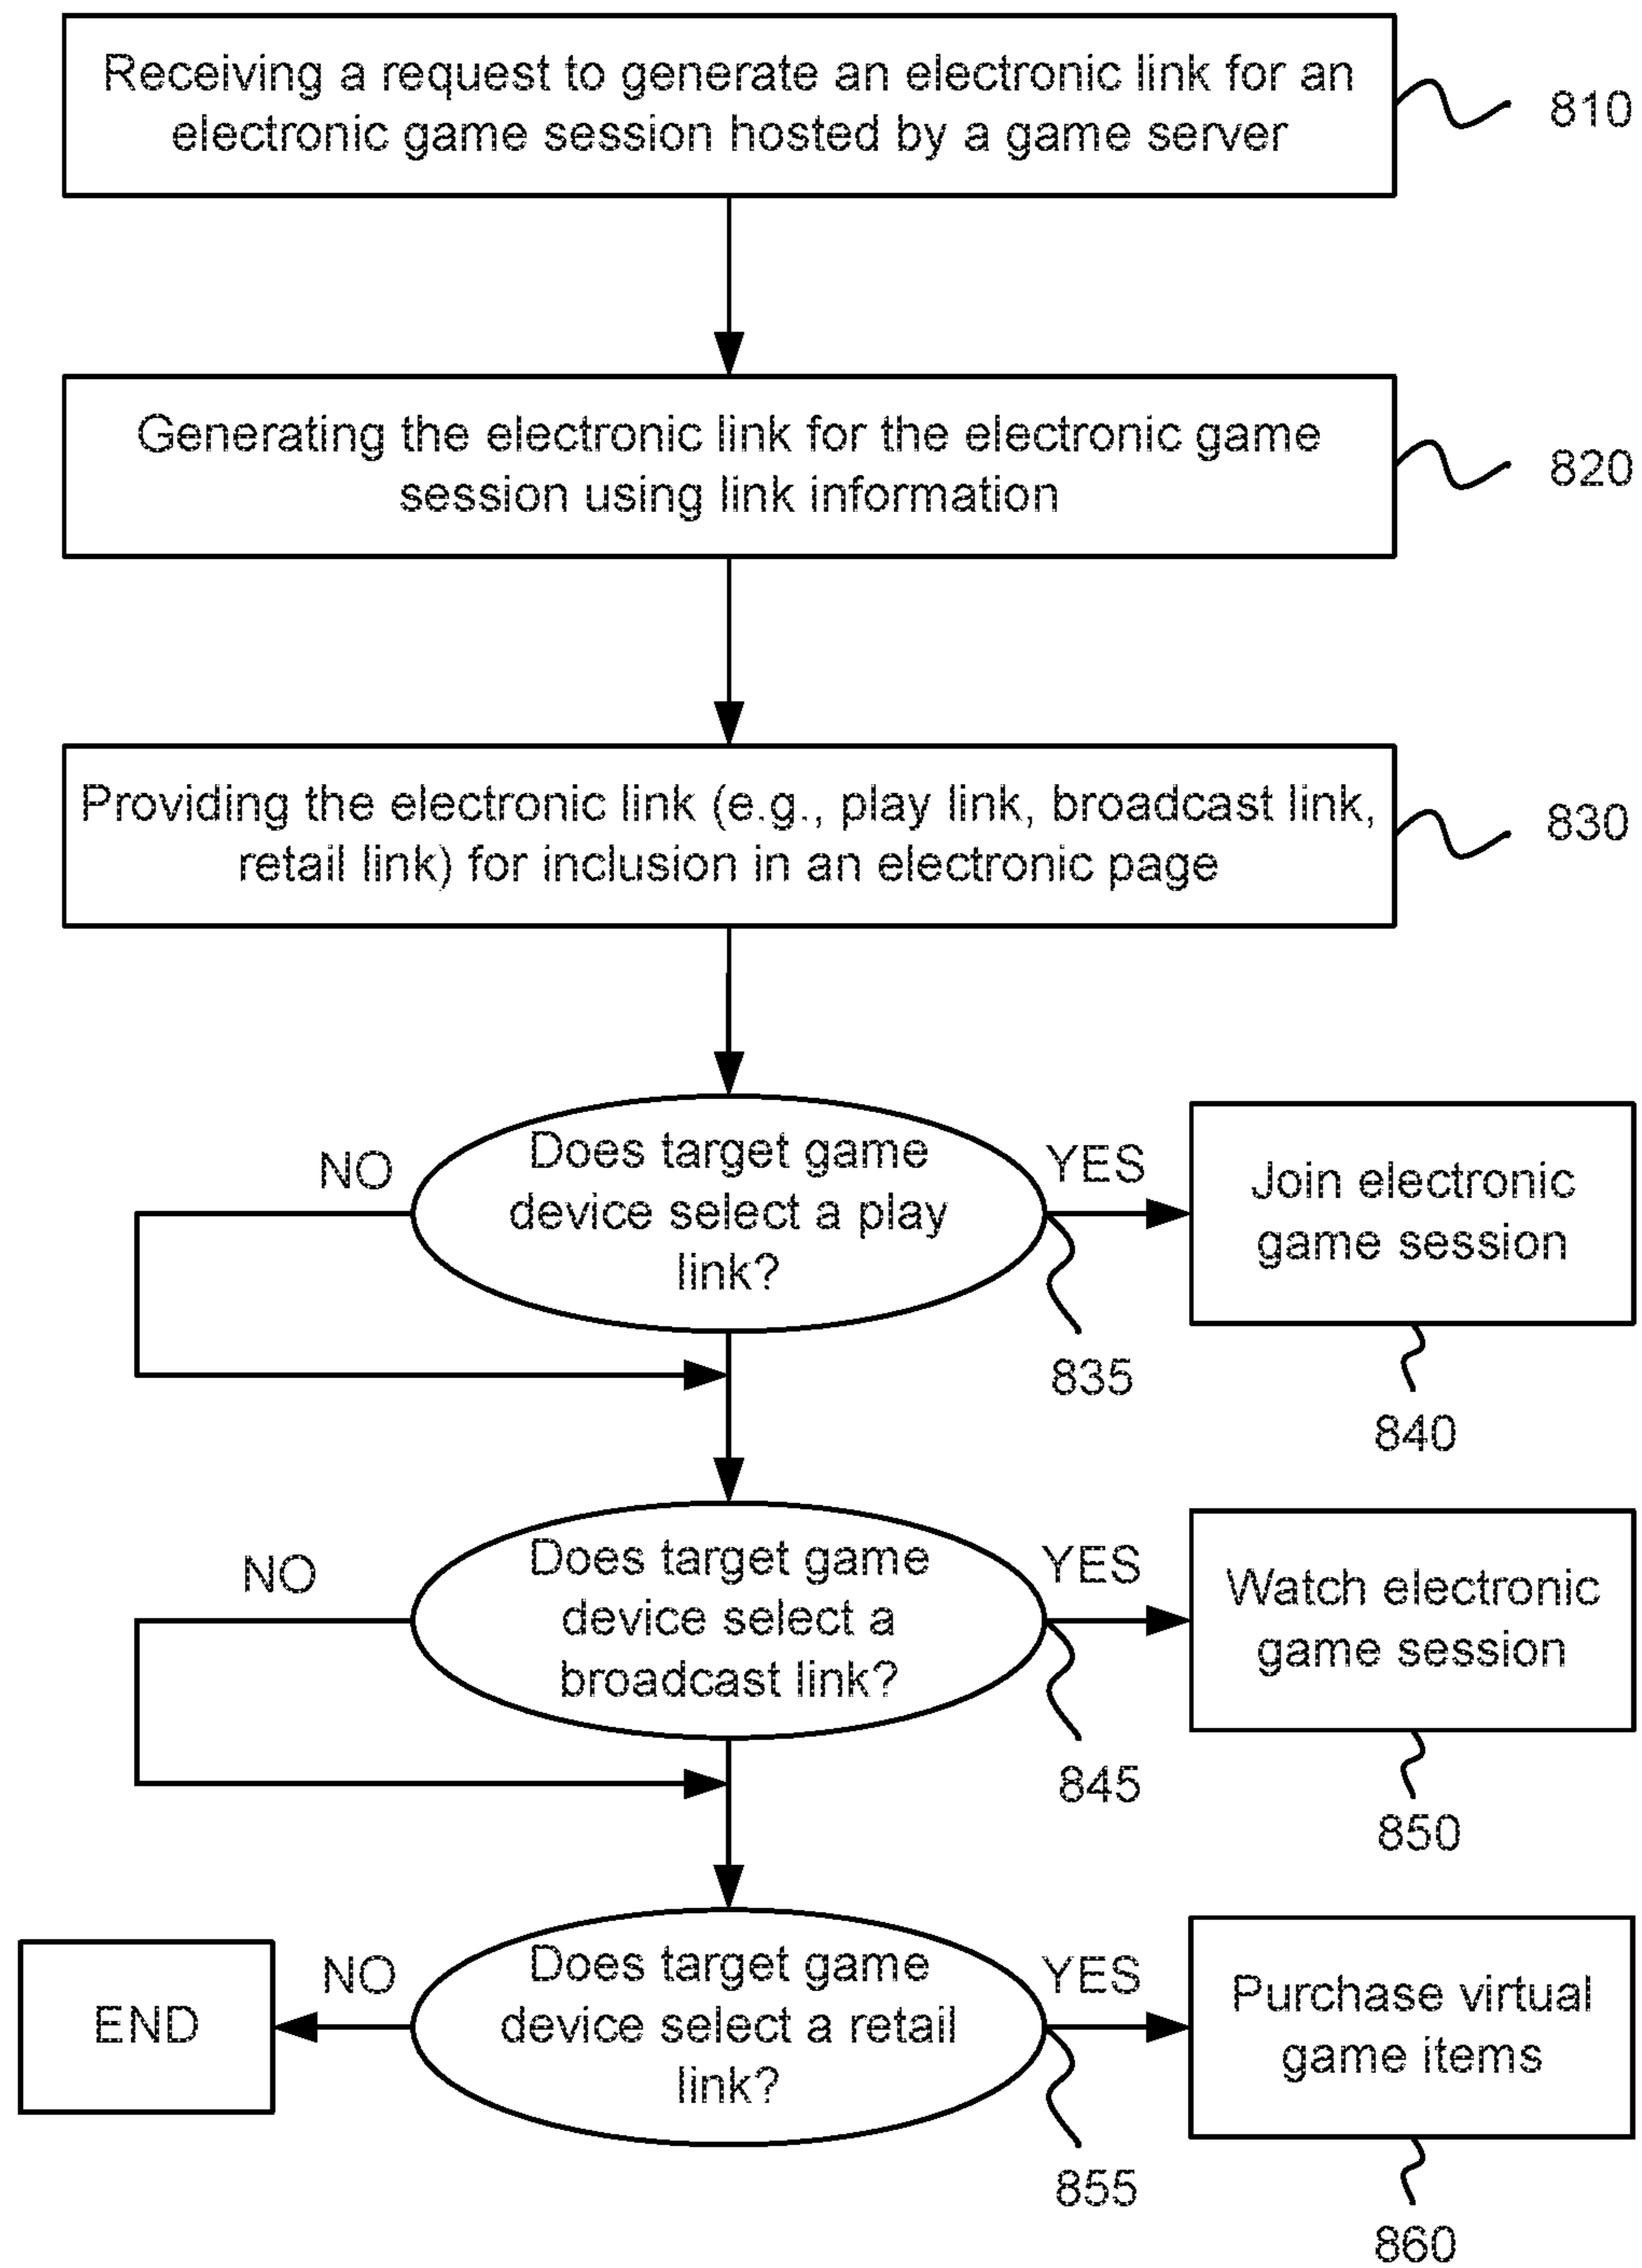 Receiving a request to generate an electronic link for an
electronic game session hosted by a game server
810
Generating the electronic link for the electronic game
session using link information
820
Providing the electronic link (e.g., play link, broadcast link,
retail link) for inclusion in an electronic page
830
Does target game
device select a play
link?
NO
YES
835
Join electronic
game session
840
Does target game
device select a
broadcast link?
NO
YES
845
Watch electronic
game session
850
Does target game
device select a retail
link?
NO
YES
855
END
Purchase virtual
game items
860